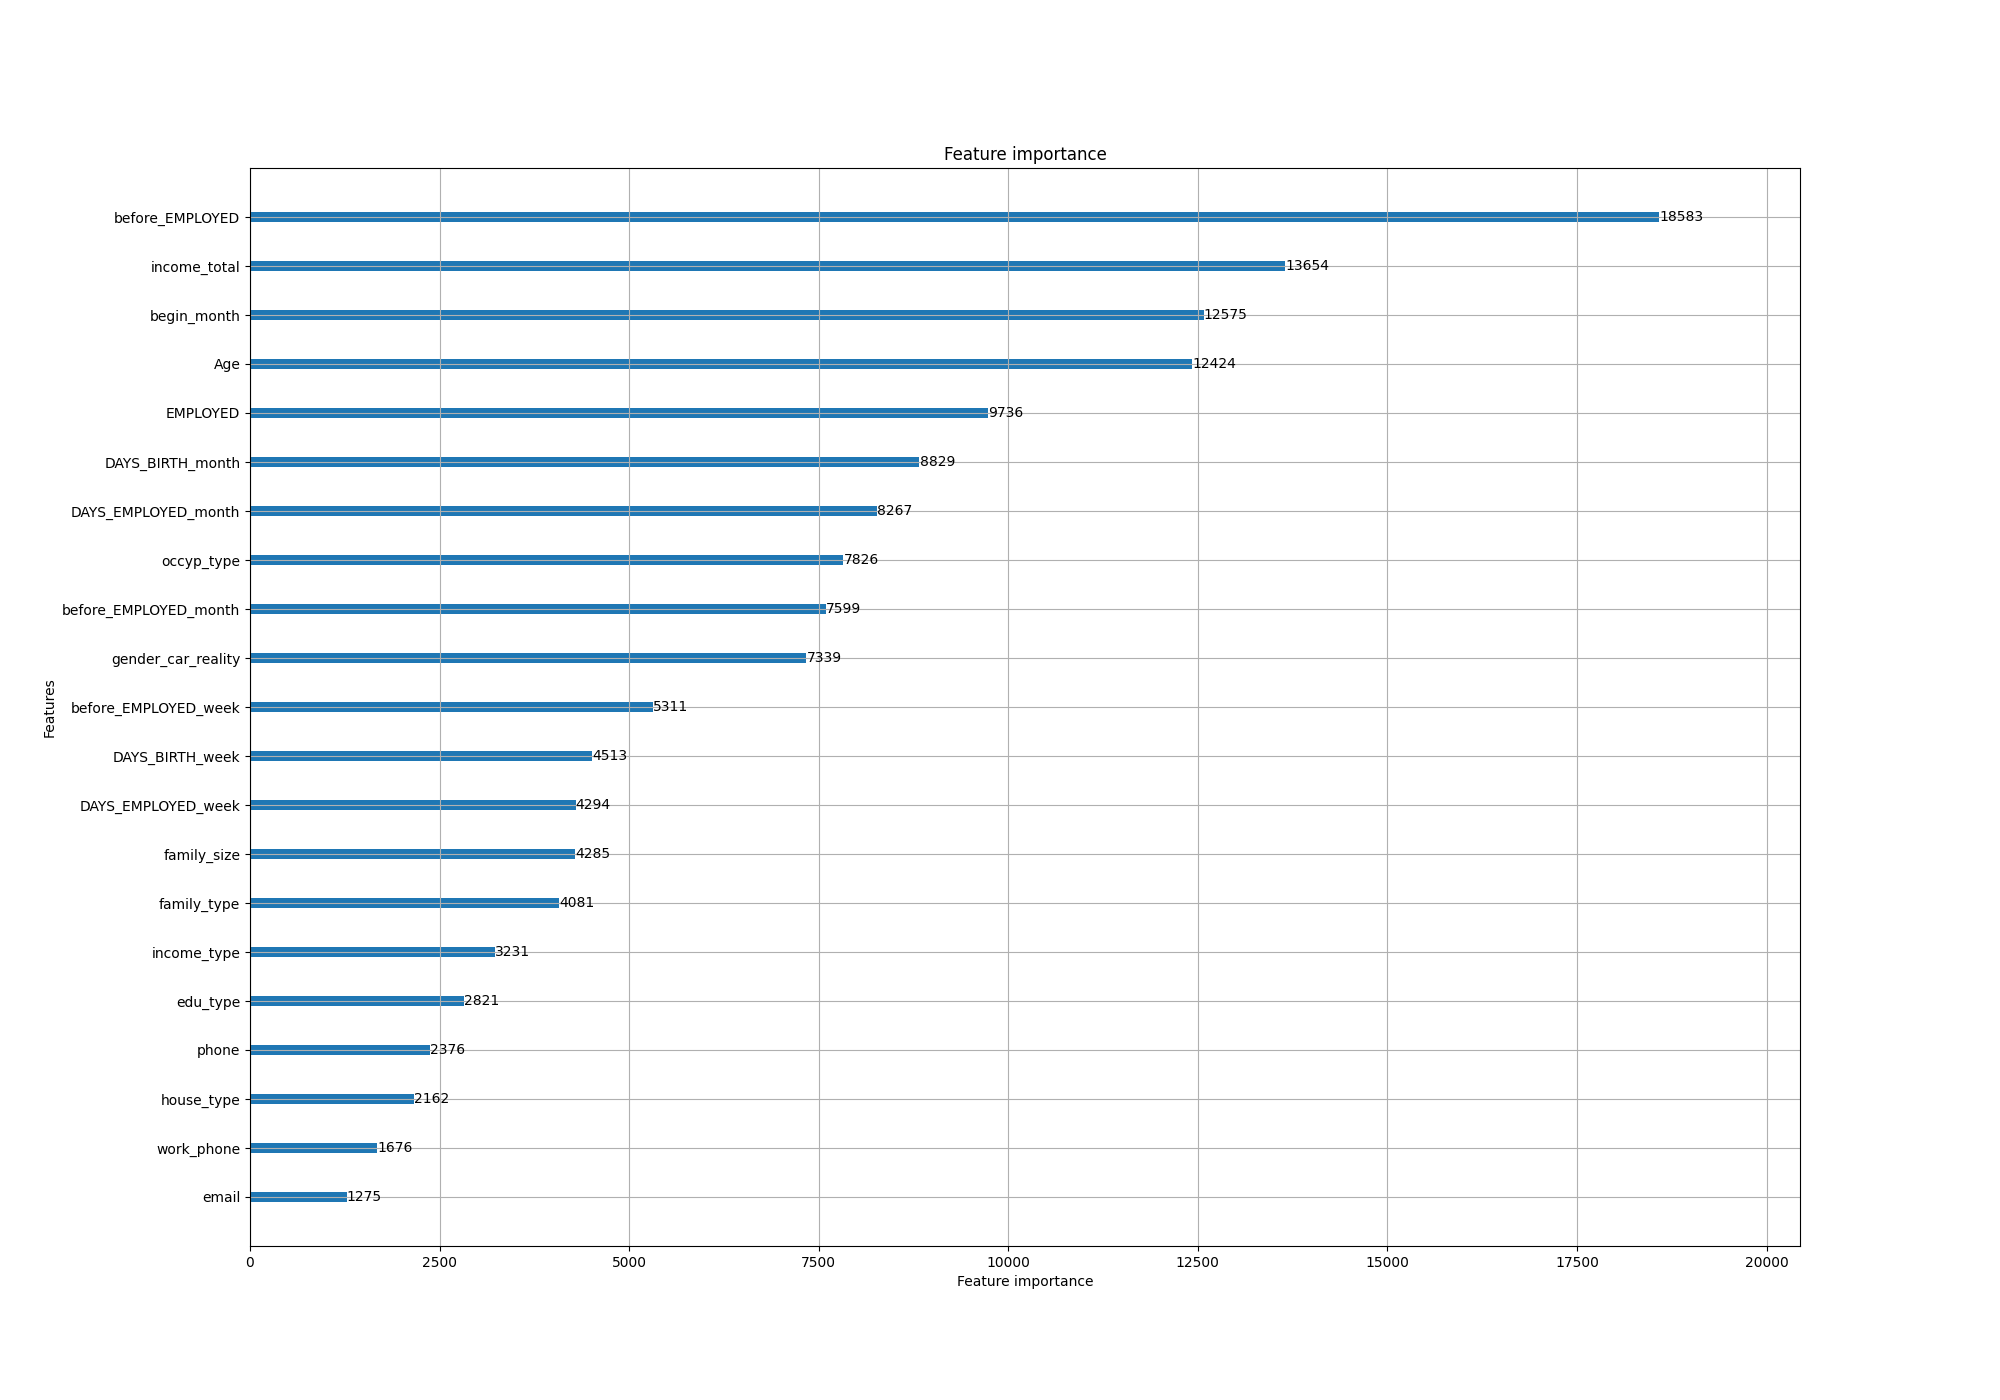 Feature importance
before_EMPLOYED 18583
income_total 13654
begin_month 12575
Age 12424
EMPLOYED 9736
DAYS_BIRTH_month 8829
DAYS_EMPLOYED_month 8267
occyp_type 7826
before_EMPLOYED_month 7599
gender_car_reality 7339
Features
before_EMPLOYED_week 5311
DAYS_BIRTH_week 4513
DAYS_EMPLOYED_week 4294
family_size 4285
family_type 4081
income_type 3231
edu_type 2821
phone 2376
house_type 2162
work_phone 1676
email 1275
0 2500 5000 7500 10000 12500 15000 17500 20000
Feature importance